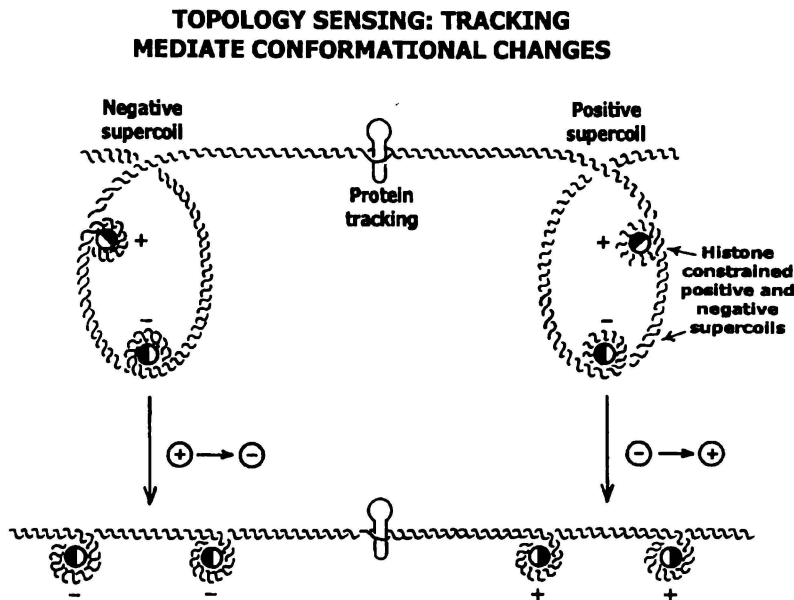 TOPOLOGY SENSING: TRACKING
MEDIATE CONFORMATIONAL CHANGES
Negative
supercoil
Positive
supercoil
Protein
tracking
+
−
+
−
Histone
constrained
positive and
negative
supercoils
+ → −
− → +
− − + +